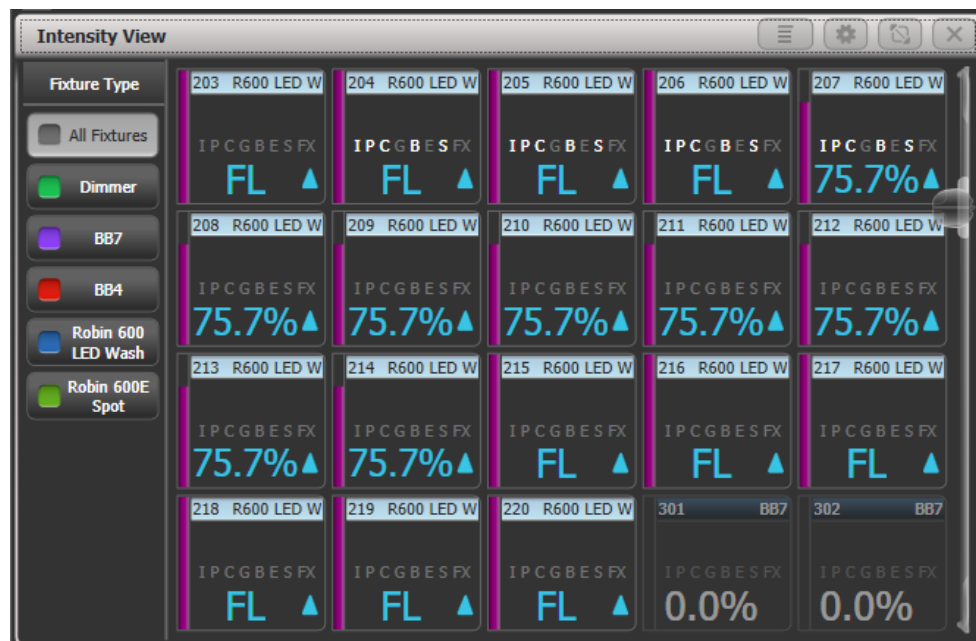 Intensity View
Fixture Type
All Fixtures
Dimmer
BB7
BB4
Robin 600
LED Wash
Robin 600E
Spot
203 R600 LED W
IPCGBESFX
FL
204 R600 LED W
IPCGBESFX
FL
205 R600 LED W
IPCGBESFX
FL
206 R600 LED W
IPCGBESFX
FL
207 R600 LED W
IPCGBESFX
75.7%
208 R600 LED W
IPCGBESFX
75.7%
209 R600 LED W
IPCGBESFX
75.7%
210 R600 LED W
IPCGBESFX
75.7%
211 R600 LED W
IPCGBESFX
75.7%
212 R600 LED W
IPCGBESFX
75.7%
213 R600 LED W
IPCGBESFX
75.7%
214 R600 LED W
IPCGBESFX
75.7%
215 R600 LED W
IPCGBESFX
FL
216 R600 LED W
IPCGBESFX
FL
217 R600 LED W
IPCGBESFX
FL
218 R600 LED W
IPCGBESFX
FL
219 R600 LED W
IPCGBESFX
FL
220 R600 LED W
IPCGBESFX
FL
301 BB7
IPCGBESFX
0.0%
302 BB7
IPCGBESFX
0.0%